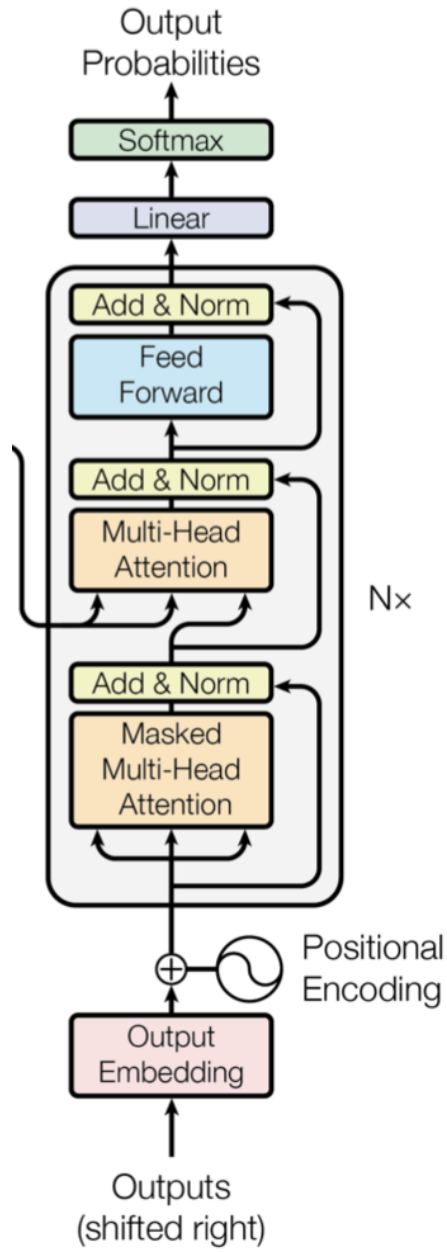 Output
Probabilities
Softmax
Linear
Add & Norm
Feed
Forward
Add & Norm
Multi-Head
Attention
N×
Add & Norm
Masked
Multi-Head
Attention
Positional
Encoding
Output
Embedding
Outputs
(shifted right)